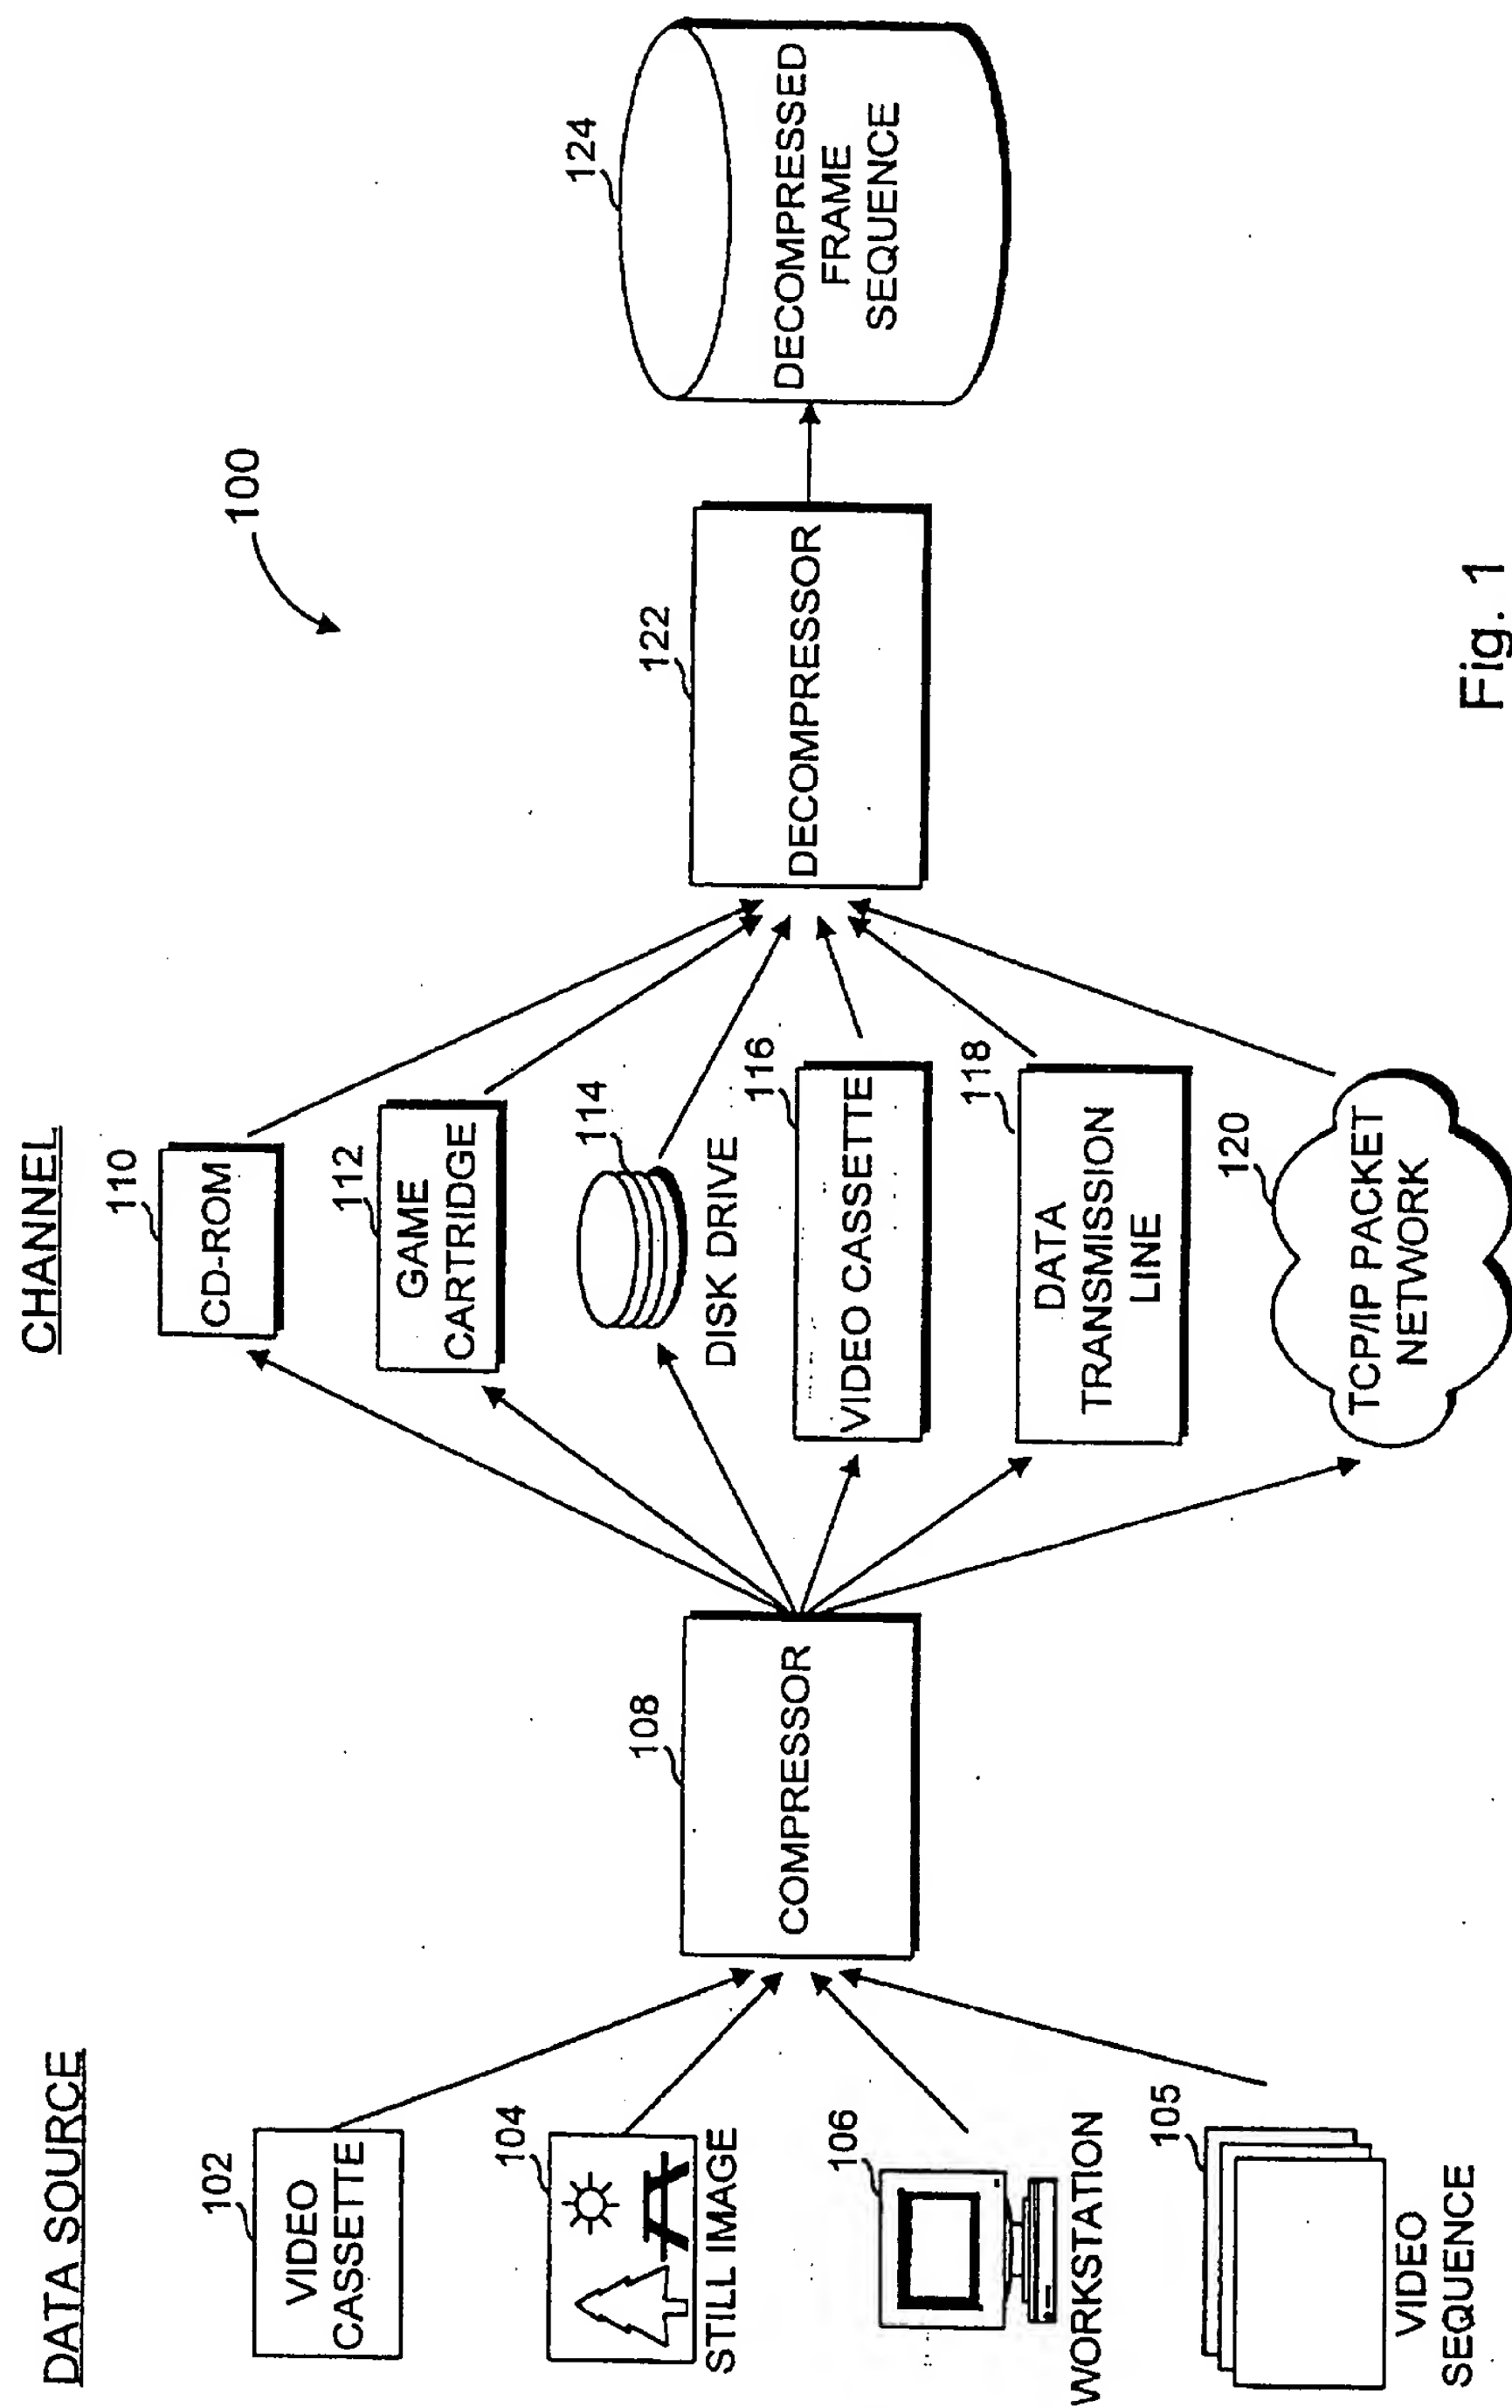 DATA SOURCE
102
VIDEO
CASSETTE
104
STILL IMAGE
106
WORKSTATION
105
VIDEO
SEQUENCE
108
COMPRESSOR
CHANNEL
110
CD-ROM
112
GAME
CARTRIDGE
114
DISK DRIVE
116
VIDEO CASSETTE
118
DATA
TRANSMISSION
LINE
120
TCP/IP PACKET
NETWORK
100
122
DECOMPRESSOR
124
DECOMPRESSED
FRAME
SEQUENCE
Fig. 1